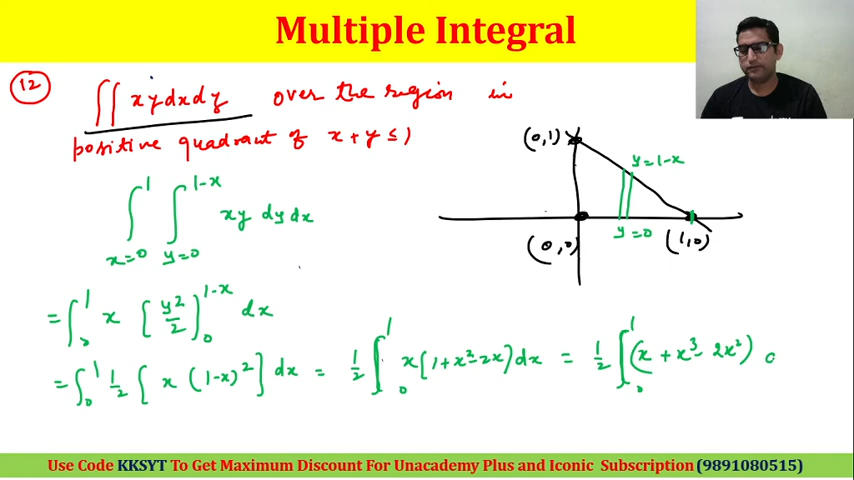 Multiple Integral
12 ∬ xy dx dy over the region in
positive quadrant of x + y ≤ 1
∫_{x=0}^{1} ∫_{y=0}^{1-x} xy dy dx
(0,1)
y=1-x
(0,0)
y=0
(1,0)
= ∫_0^1 x [y²/2]_0^{1-x} dx
= ∫_0^1 1/2 [x (1-x)²] dx = 1/2 ∫_0^1 x[1+x²-2x] dx = 1/2 ∫_0^1 (x + x³ - 2x²)
Use Code KKSYT To Get Maximum Discount For Unacademy Plus and Iconic Subscription (9891080515)